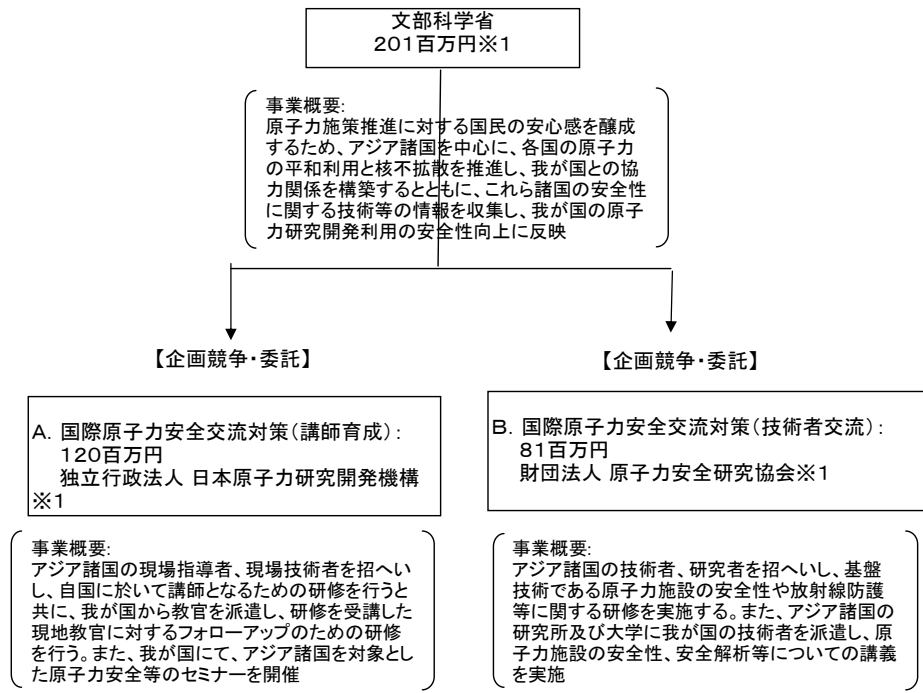 文部科学省
201百万円※1
事業概要:
原子力施策推進に対する国民の安心感を醸成
するため、アジア諸国を中心に、各国の原子力
の平和利用と核不拡散を推進し、我が国との協
力関係を構築するとともに、これら諸国の安全性
に関する技術等の情報を収集し、我が国の原子
力研究開発利用の安全性向上に反映
【企画競争・委託】
【企画競争・委託】
A. 国際原子力安全交流対策(講師育成):
120百万円
独立行政法人 日本原子力研究開発機構
※1
B. 国際原子力安全交流対策(技術者交流):
81百万円
財団法人 原子力安全研究協会※1
事業概要:
アジア諸国の現場指導者、現場技術者を招へい
し、自国に於いて講師となるための研修を行うと
共に、我が国から教官を派遣し、研修を受講した
現地教官に対するフォローアップのための研修
を行う。また、我が国にて、アジア諸国を対象とし
た原子力安全等のセミナーを開催
事業概要:
アジア諸国の技術者、研究者を招へいし、基盤
技術である原子力施設の安全性や放射線防護
等に関する研修を実施する。また、アジア諸国の
研究所及び大学に我が国の技術者を派遣し、原
子力施設の安全性、安全解析等についての講義
を実施